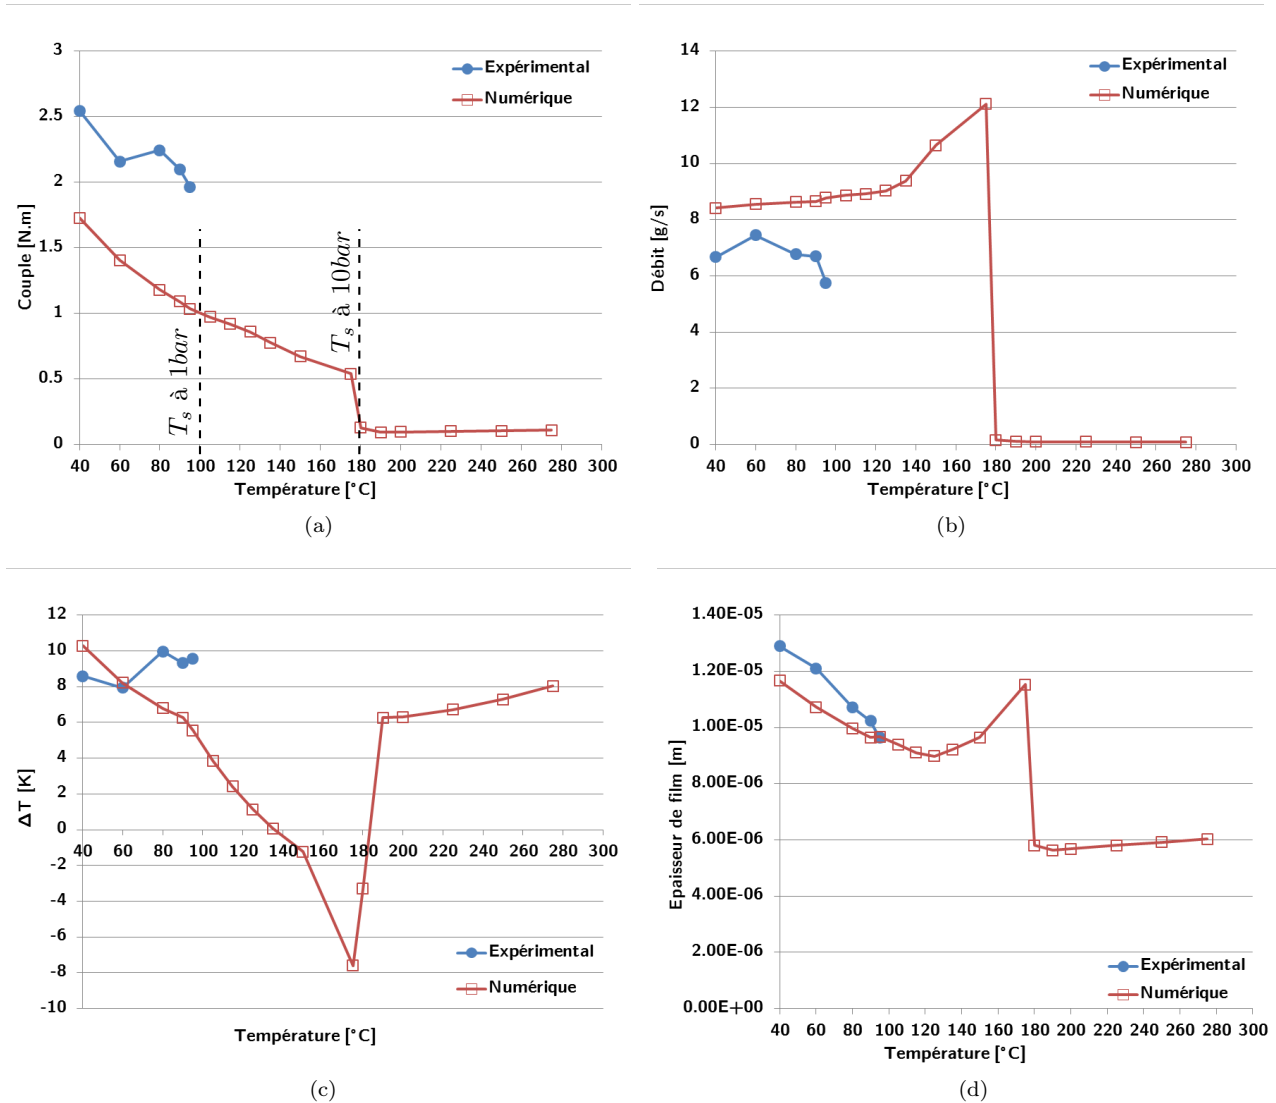 3
2.5
2
1.5
1
0.5
0
Couple [N.m]
Expérimental
Numérique
T_s à 1bar
T_s à 10bar
40 60 80 100 120 140 160 180 200 220 240 260 280 300
Température [°C]
(a)
14
12
10
8
6
4
2
0
Débit [g/s]
Expérimental
Numérique
40 60 80 100 120 140 160 180 200 220 240 260 280 300
Température [°C]
(b)
12
10
8
6
4
2
0
-2
-4
-6
-8
-10
ΔT [K]
40 60 80 100 120 140 160 180 200 220 240 260 280 300
Expérimental
Numérique
Température [°C]
(c)
1.40E-05
1.20E-05
1.00E-05
8.00E-06
6.00E-06
4.00E-06
2.00E-06
0.00E+00
Epaisseur de film [m]
Expérimental
Numérique
40 60 80 100 120 140 160 180 200 220 240 260 280 300
Température [°C]
(d)